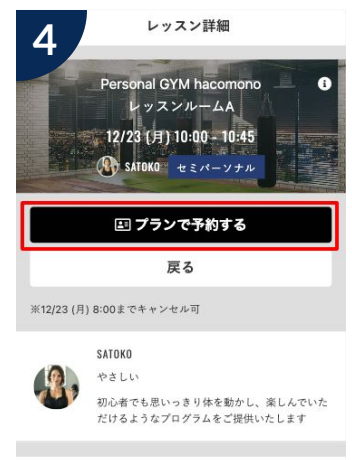 4
レッスン詳細
Personal GYM hacomono
レッスンルームA
12/23 (月) 10:00 - 10:45
SATOKO セミパーソナル
プランで予約する
戻る
※12/23 (月) 8:00までキャンセル可
SATOKO
やさしい
初心者でも思いっきり体を動かし、楽しんでいた
だけるようなプログラムをご提供いたします